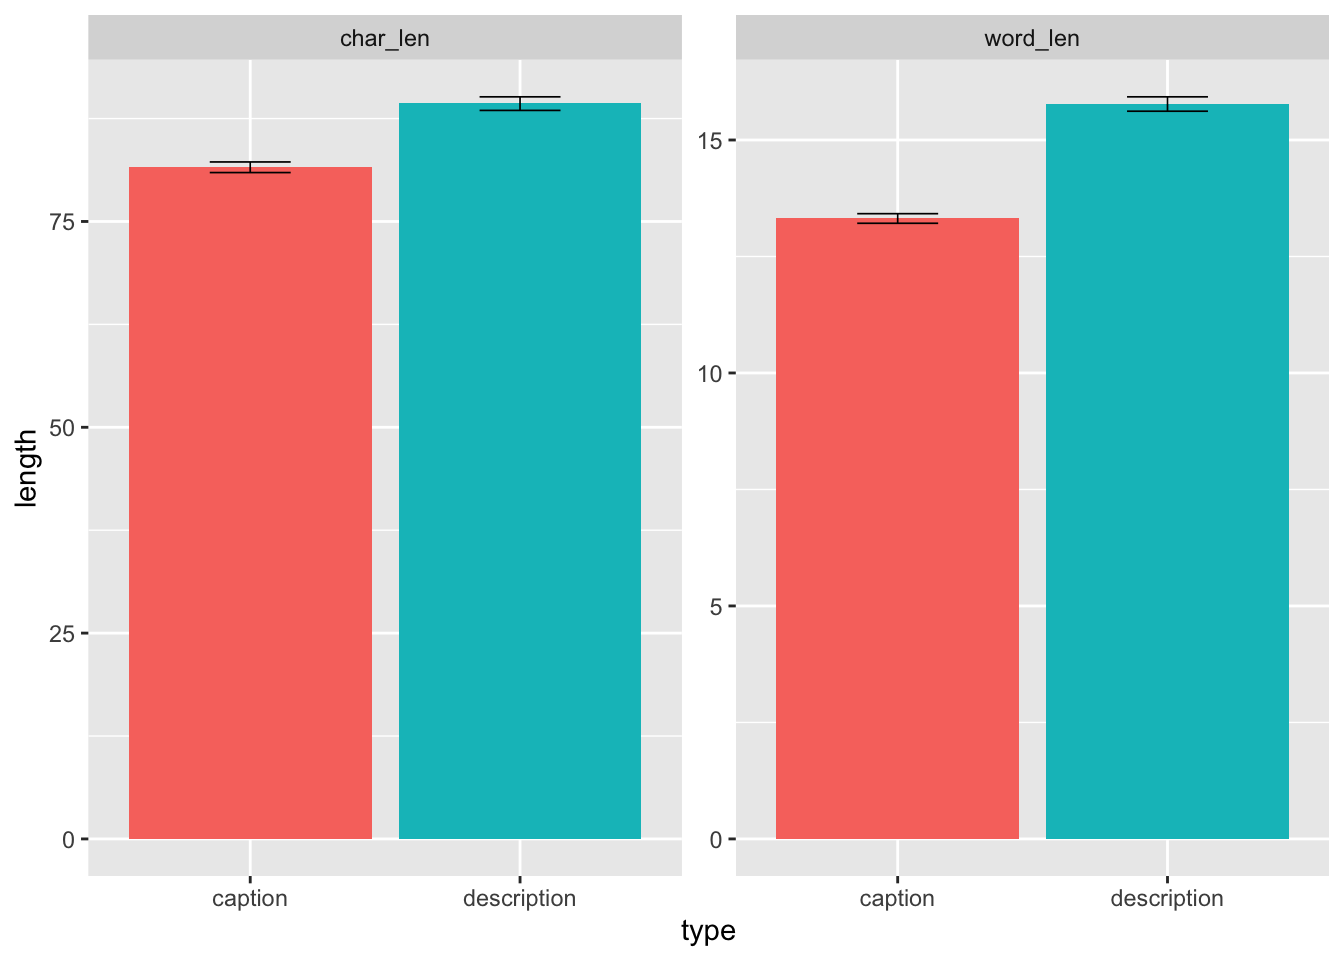 char_len
word_len
length
75
50
25
0
15
10
5
0
caption
description
caption
description
type